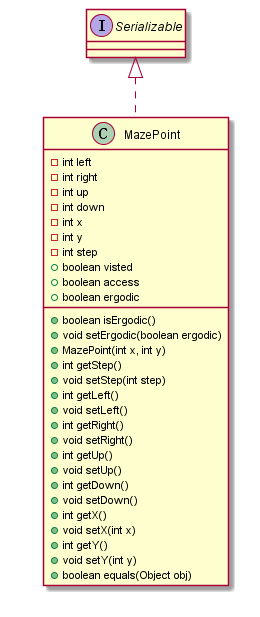 I Serializable
C MazePoint
int left
int right
int up
int down
int x
int y
int step
boolean visted
boolean access
boolean ergodic
boolean isErgodic()
void setErgodic(boolean ergodic)
MazePoint(int x, int y)
int getStep()
void setStep(int step)
int getLeft()
void setLeft()
int getRight()
void setRight()
int getUp()
void setUp()
int getDown()
void setDown()
int getX()
void setX(int x)
int getY()
void setY(int y)
boolean equals(Object obj)